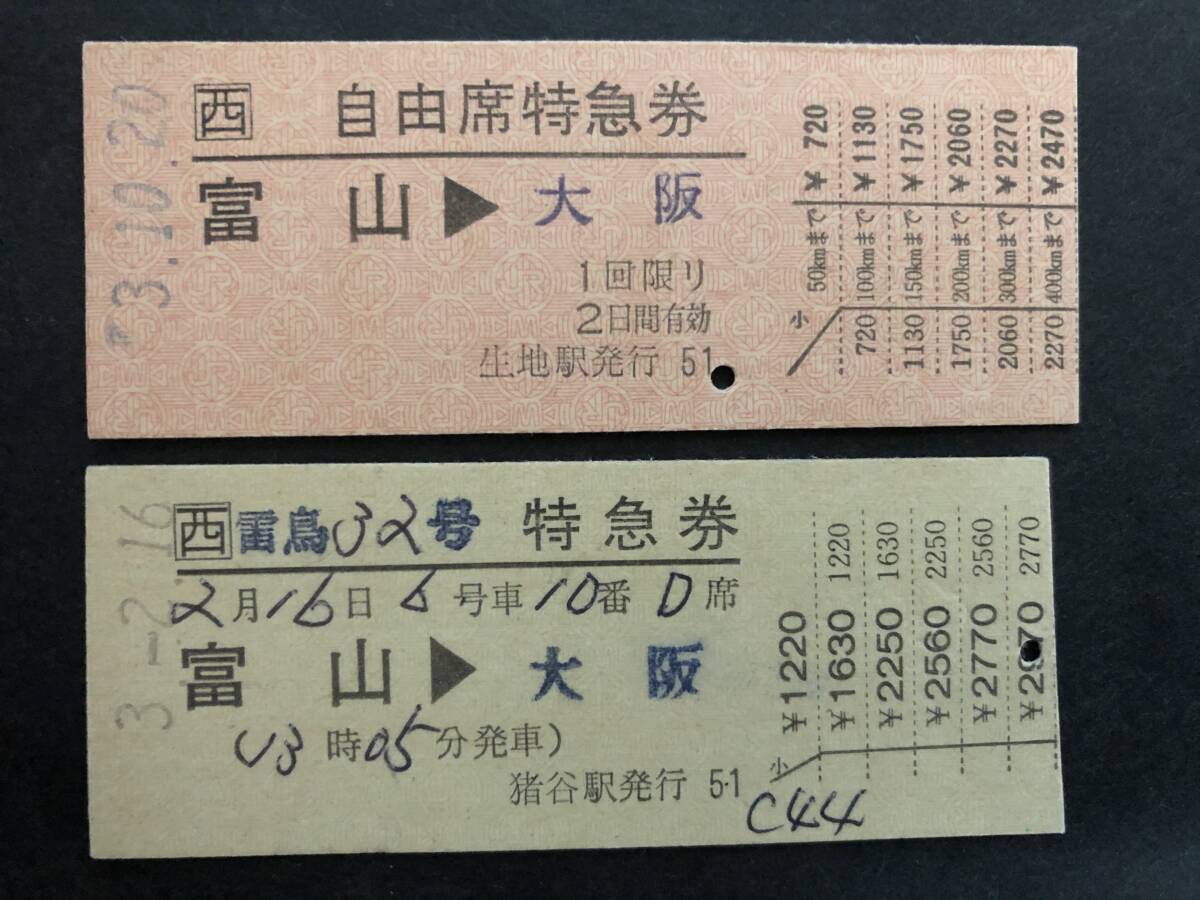 3.10.20
西 自由席特急券
富山▶大阪
1回限り
2日間有効
生地駅発行 51
小
50kmまで ¥720
720 100kmまで ¥1130
1130 150kmまで ¥1750
1750 200kmまで ¥2060
2060 300kmまで ¥2270
2270 400kmまで ¥2470
3-2.16
西 雷鳥32号 特急券
2月16日 6号車10番D席
富山▶大阪
(13時05分発車)
猪谷駅発行 5·1
小
C44
¥1220
¥1630 1220
¥2250 1630
¥2560 2250
¥2770 2560
¥2970 2770